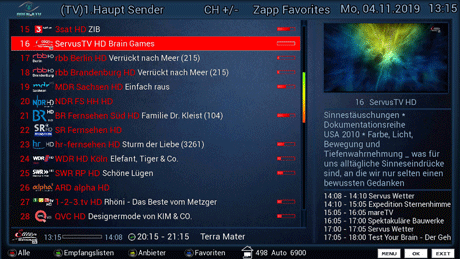 (TV)1 Haupt Sender CH +/- Zapp Favorites Mo, 04.11.2019 13:15
15 3sat HD ZIB
16 ServusTV HD Brain Games
17 rbb Berlin HD Verrückt nach Meer (215)
18 rbb Brandenburg HD Verrückt nach Meer (215)
19 MDR Sachsen HD Einfach raus
20 NDR FS HH HD
21 BR Fernsehen Süd HD Familie Dr. Kleist (104)
22 SR Fernsehen HD
23 hr-fernsehen HD Sturm der Liebe (3261)
24 WDR HD Köln Elefant, Tiger & Co.
25 SWR RP HD Schöne Lügen
26 ARD alpha HD
27 1-2-3.tv HD Rhöni - Das Beste vom Metzger
28 QVC HD Designermode von KIM & CO.
13:15 14:08 20:15 - 21:15 Terra Mater
16 ServusTV HD
Sinnestäuschungen •
Dokumentationsreihe
USA 2010 • Farbe, Licht,
Bewegung und
Tiefenwahrnehmung _ was für
uns alltägliche Sinneseindrücke
sind, an die wir nur selten einen
bewussten Gedanken
14:08 - 14:10 Servus Wetter
14:10 - 15:05 Expedition Sternenhimme
15:05 - 16:00 mareTV
16:00 - 17:05 Spektakuläre Bauwerke
17:00 - 17:05 Servus Wetter
17:05 - 18:00 Test Your Brain - Der Geh
Alle Empfangslisten Anbieter Favoriten 498 Auto 6900 MENU OK EXIT